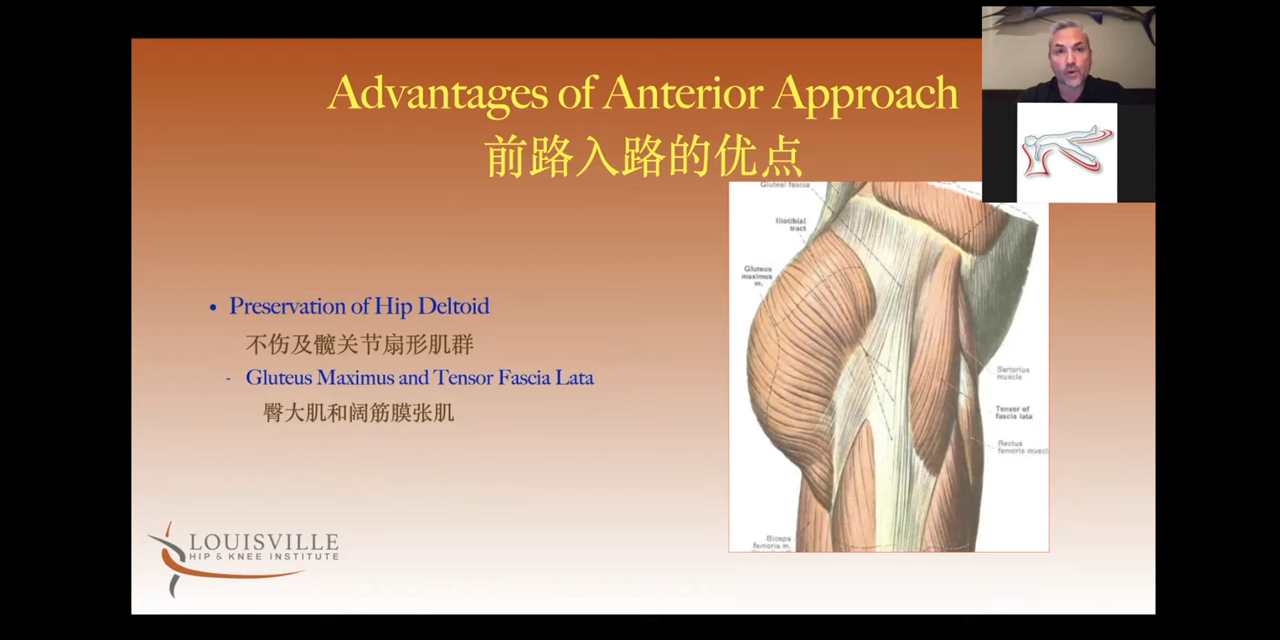 Advantages of Anterior Approach
前路入路的优点
• Preservation of Hip Deltoid
不伤及髋关节扇形肌群
- Gluteus Maximus and Tensor Fascia Lata
臀大肌和阔筋膜张肌
Gluteal fascia
Iliotibial
tract
Gluteus
maximus
m.
Sartorius
muscle
Tensor of
fascia lata
Rectus
femoris muscl
Biceps
femoris m.
LOUISVILLE
HIP & KNEE INSTITUTE